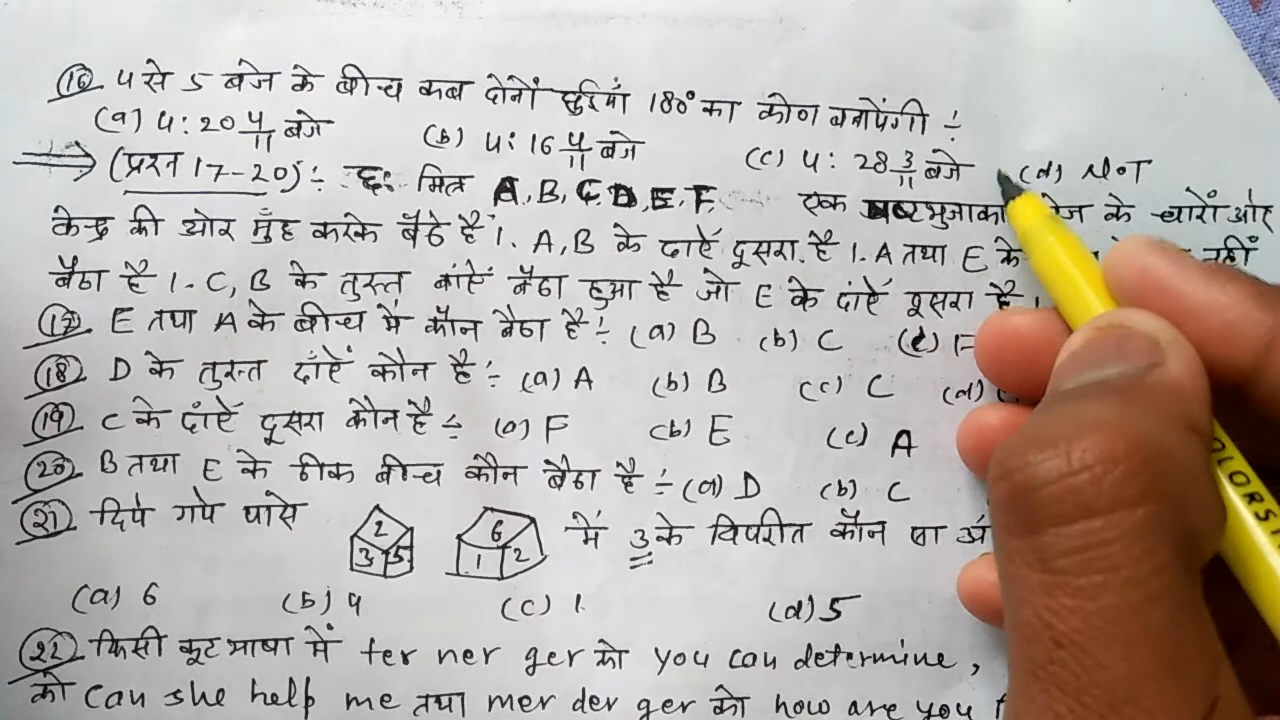 (16) 4 से 5 बजे के बीच कब दोनों सुईयाँ 180° का कोण बनायेंगी ÷
(a) 4:20 4/11 बजे (b) 4:16 4/11 बजे (c) 4:28 3/11 बजे (d) NOT
(प्रश्न 17-20)÷ छः मित्र A, B, C, D, E, F, एक षष्टभुजाकार के चारों ओर
केन्द्र की ओर मुँह करके बैठे हैं। A, B के दाऐं दूसरा है। A तथा E के नहीं
बैठा है। C, B के तुरन्त बांऐं बैठा हुआ है जो E के दांऐं दूसरा है।
(17) E तथा A के बीच में कौन बैठा है ÷ (a) B (b) C (c) F
(18) D के तुरन्त दांऐं कौन है ÷ (a) A (b) B (c) C (d)
(19) C के दांऐं दूसरा कौन है ÷ (a) F (b) E (c) A
(20) B तथा E के ठीक बीच कौन बैठा है ÷ (a) D (b) C
(21) दिये गये पासे 2 3 5 6 1 2 में 3 के विपरीत कौन सा
(a) 6 (b) 4 (c) 1 (d) 5
(22) किसी कूट भाषा में ter ner ger को you can determine,
को can she help me तथा mer der ger को how are you